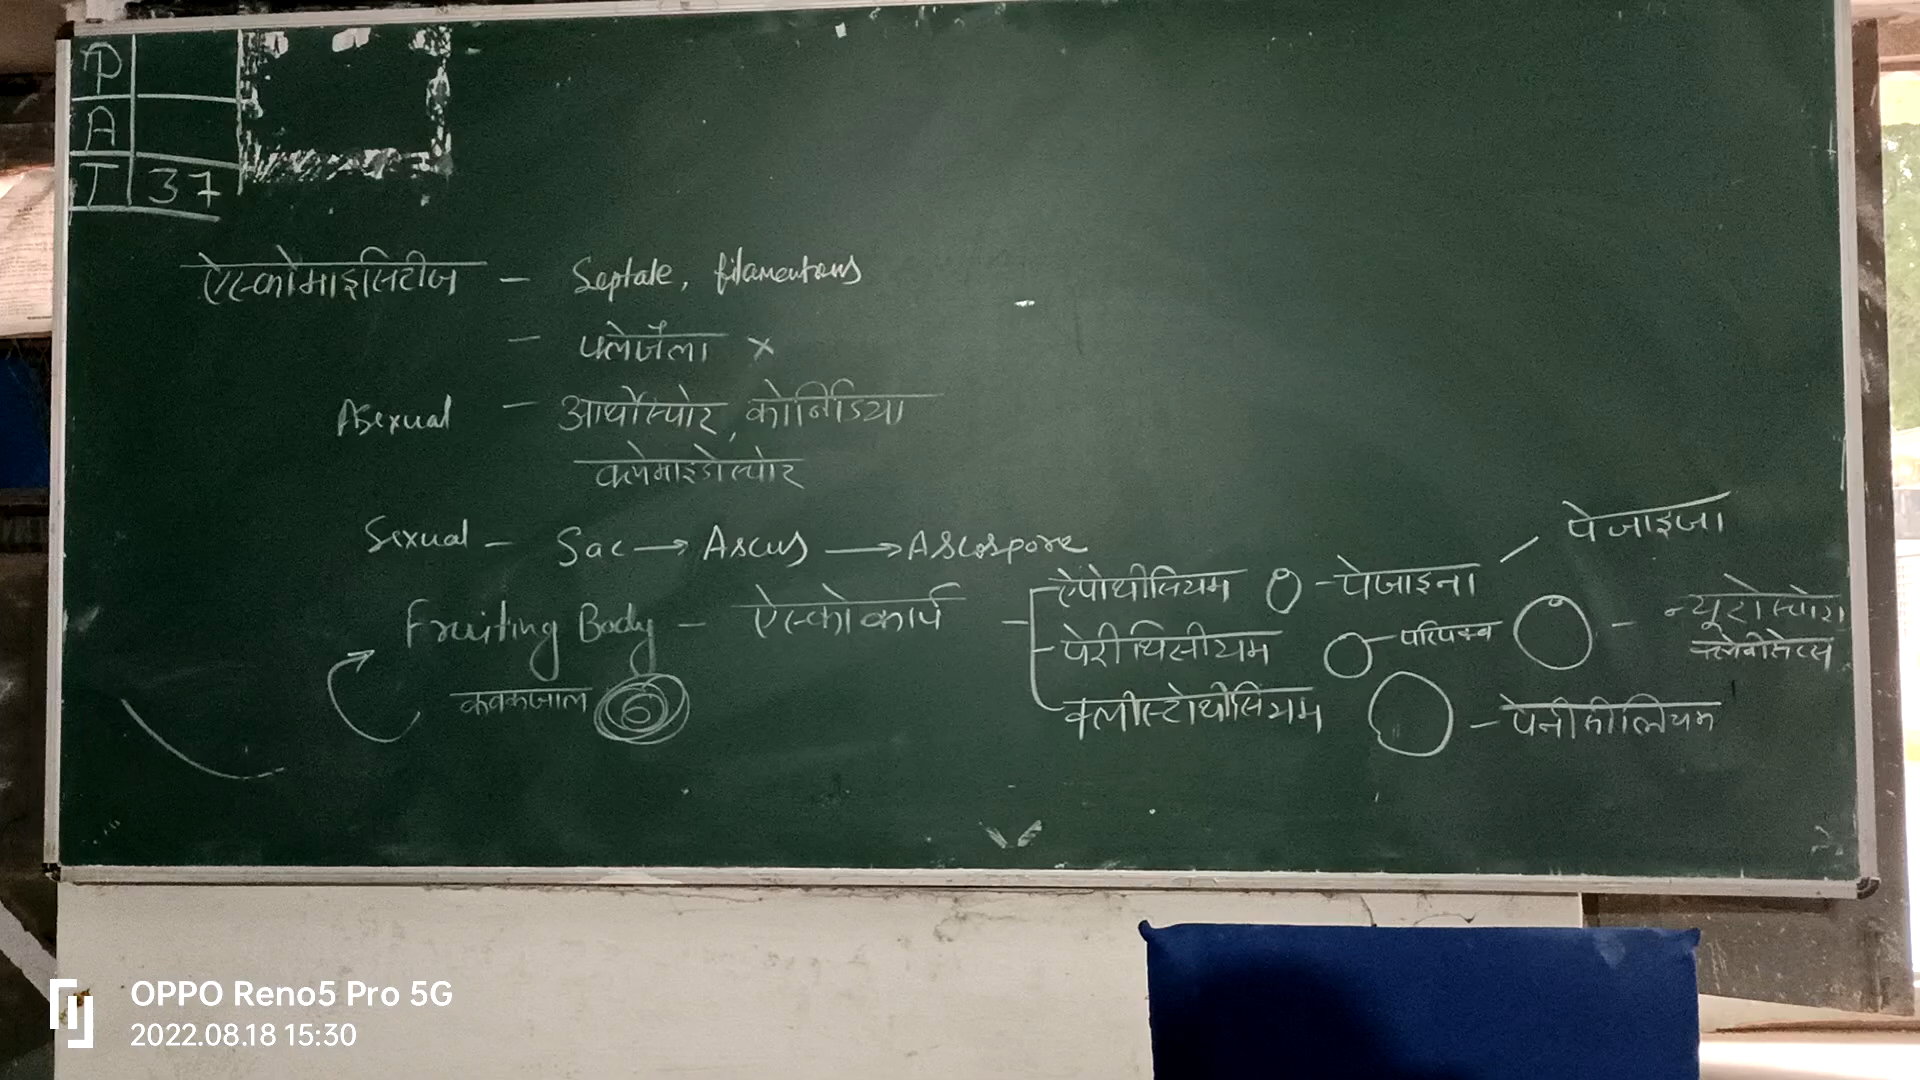 P
A
T 37
ऐस्कोमाइसिटीज - Septate, filamentous
- फ्लेजैला ×
Asexual - आर्थोस्पोर, कोनिडिया
क्लेमाइडोस्पोर
Sexual - Sac → Ascus → Ascospore
Fruiting Body - ऐस्कोकार्प
कवकजाल
ऐपोथीसियम - पेजाइना - पेजाइजा
पेरीथिसीयम - परिपक्व - न्यूरोस्पोरा
क्लेवीसेप्स
क्लीस्टोथीसियम - पेनीसीलियम
OPPO Reno5 Pro 5G
2022.08.18 15:30